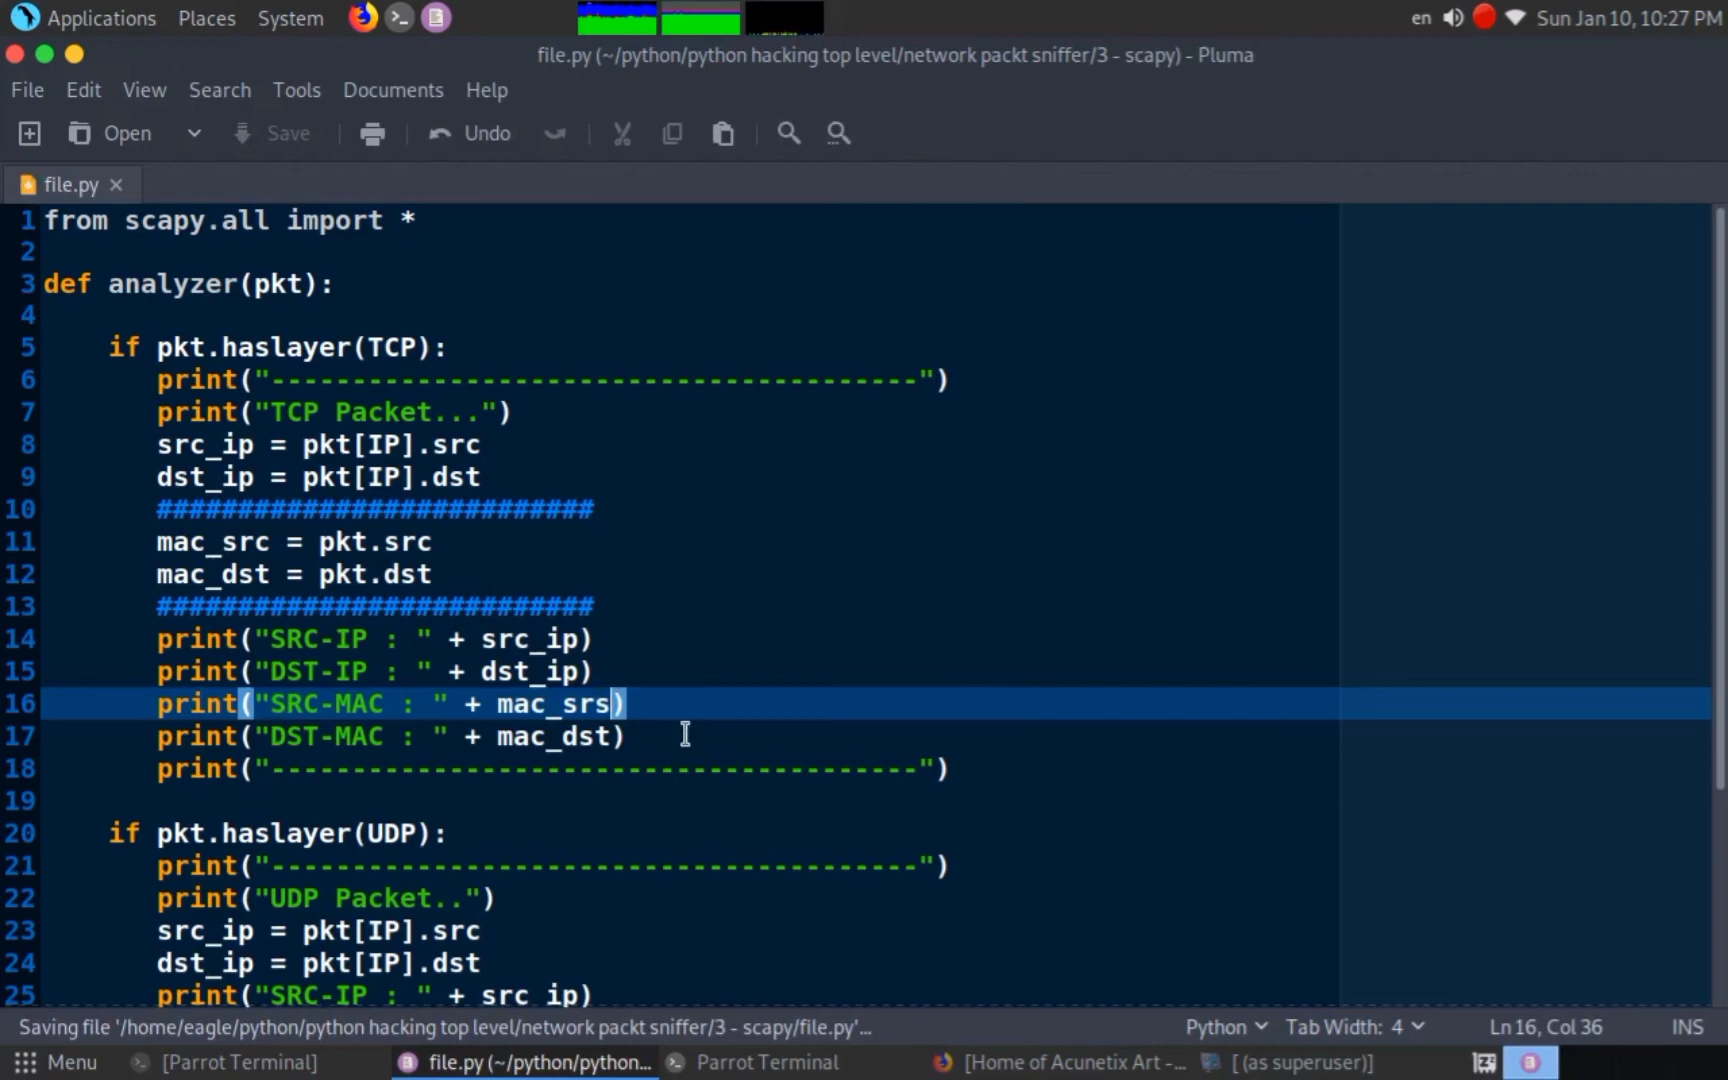 Applications Places System en Sun Jan 10, 10:27 PM
file.py (~/python/python hacking top level/network packt sniffer/3 - scapy) - Pluma
File Edit View Search Tools Documents Help
Open Save Undo
file.py
1 from scapy.all import *
2
3 def analyzer(pkt):
4
5     if pkt.haslayer(TCP):
6        print("----------------------------------------")
7        print("TCP Packet...")
8        src_ip = pkt[IP].src
9        dst_ip = pkt[IP].dst
10        ###########################
11        mac_src = pkt.src
12        mac_dst = pkt.dst
13        ###########################
14        print("SRC-IP : " + src_ip)
15        print("DST-IP : " + dst_ip)
16        print("SRC-MAC : " + mac_srs)
17        print("DST-MAC : " + mac_dst)
18        print("----------------------------------------")
19
20     if pkt.haslayer(UDP):
21        print("----------------------------------------")
22        print("UDP Packet..")
23        src_ip = pkt[IP].src
24        dst_ip = pkt[IP].dst
25        print("SRC-IP : " + src_ip)
Saving file '/home/eagle/python/python hacking top level/network packt sniffer/3 - scapy/file.py'... Python Tab Width: 4 Ln 16, Col 36 INS
Menu [Parrot Terminal] file.py (~/python/python... Parrot Terminal [Home of Acunetix Art -... [ (as superuser)]